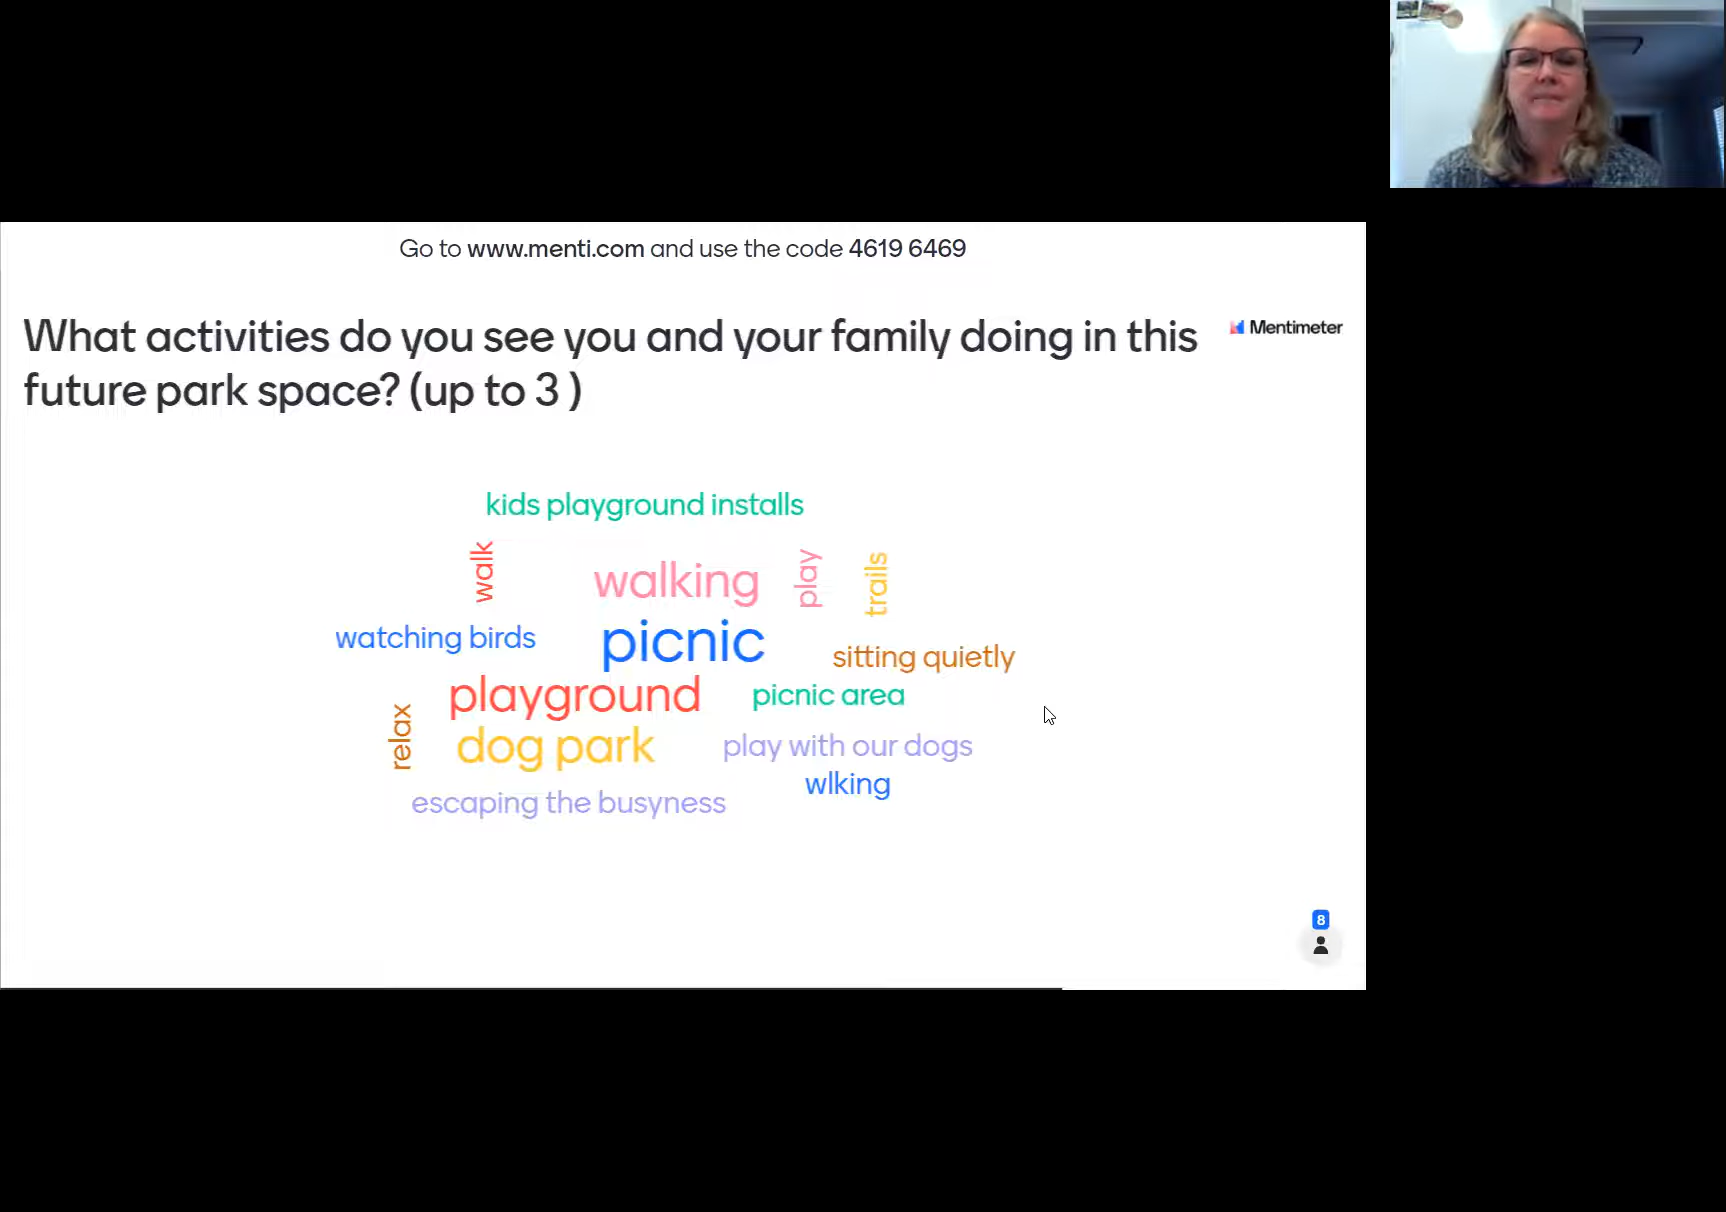 Go to www.menti.com and use the code 4619 6469
What activities do you see you and your family doing in this
future park space? (up to 3 )
Mentimeter
kids playground installs
walk
walking
play
trails
watching birds
picnic
sitting quietly
playground
picnic area
relax
dog park
play with our dogs
wlking
escaping the busyness
8